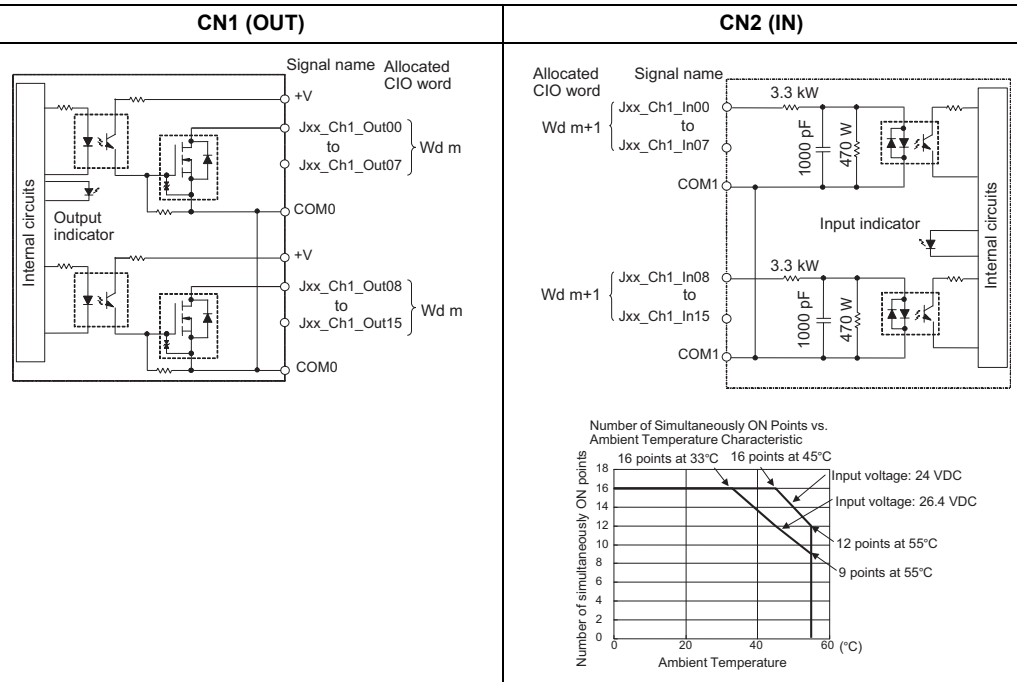 CN1 (OUT)
CN2 (IN)
Signal name
Allocated
CIO word
+V
Jxx_Ch1_Out00
to
Jxx_Ch1_Out07
Wd m
COM0
Internal circuits
Output
indicator
+V
Jxx_Ch1_Out08
to
Jxx_Ch1_Out15
Wd m
COM0
Allocated
CIO word
Signal name
Wd m+1
Jxx_Ch1_In00
to
Jxx_Ch1_In07
COM1
3.3 kW
1000 pF
470 W
Input indicator
Internal circuits
Wd m+1
Jxx_Ch1_In08
to
Jxx_Ch1_In15
COM1
3.3 kW
1000 pF
470 W
Number of Simultaneously ON Points vs.
Ambient Temperature Characteristic
16 points at 33°C
16 points at 45°C
Input voltage: 24 VDC
Input voltage: 26.4 VDC
12 points at 55°C
9 points at 55°C
Number of simultaneously ON points
18
16
14
12
10
8
6
4
2
0
0 20 40 60 (°C)
Ambient Temperature